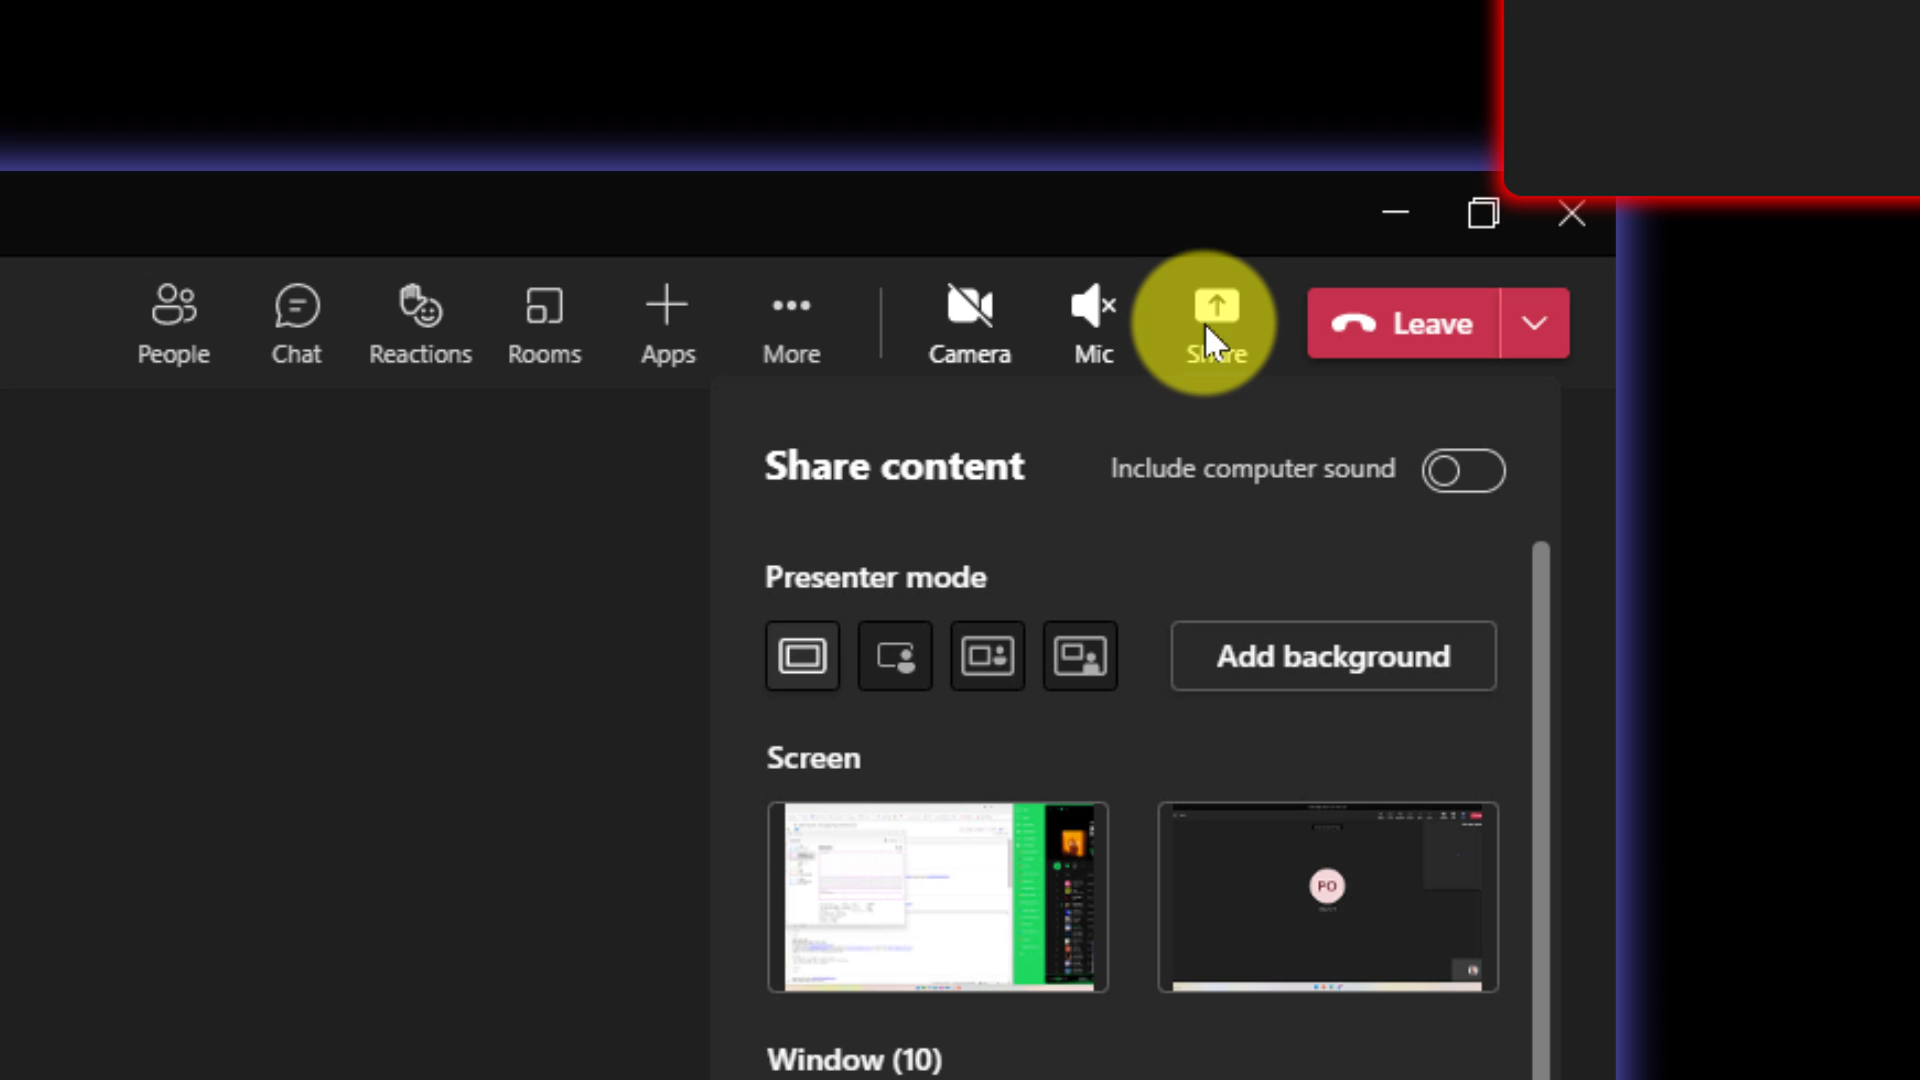 People
Chat
Reactions
Rooms
Apps
More
Camera
Mic
Share
Leave
Share content
Include computer sound
Presenter mode
Add background
Screen
PO
Window (10)